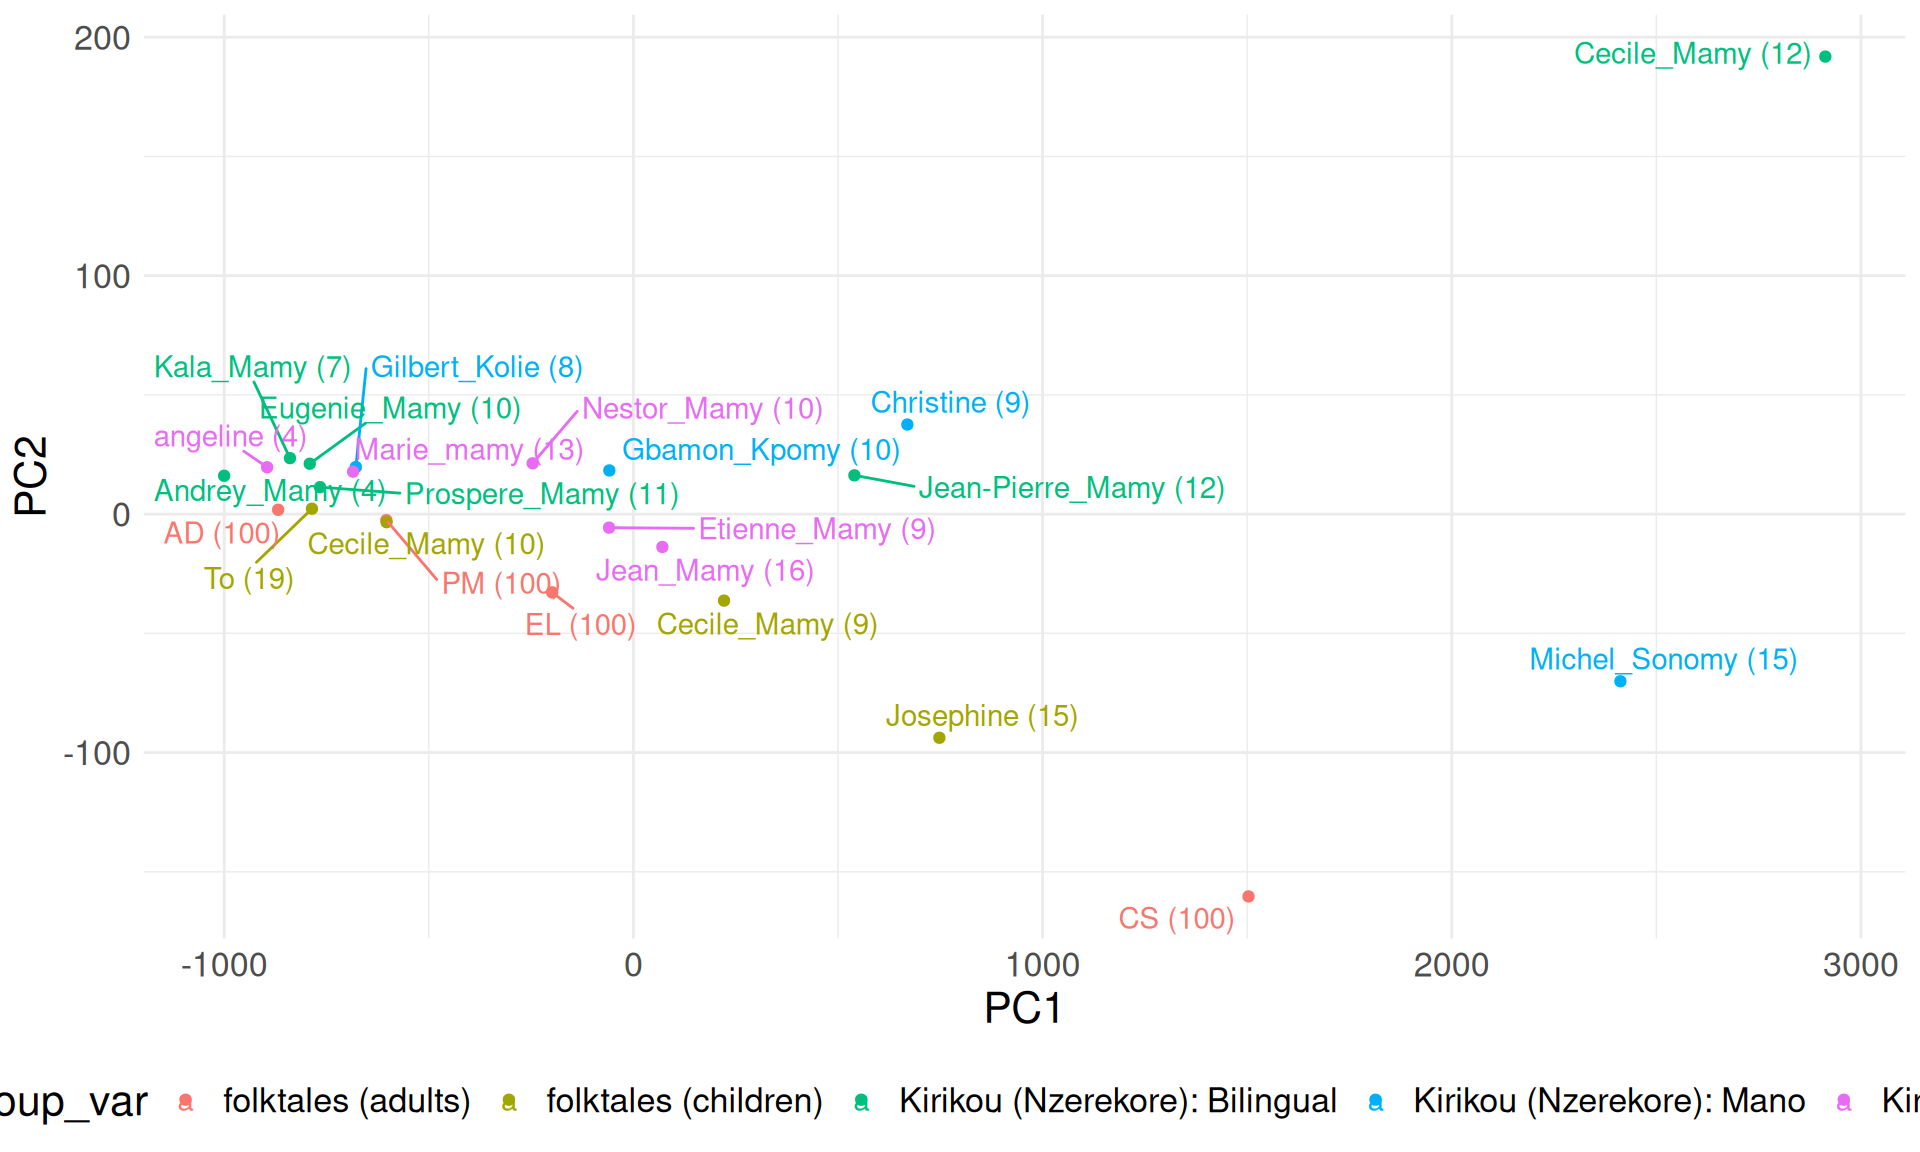 200
Cecile_Mamy (12)
100
Kala_Mamy (7)
Gilbert_Kolie (8)
Eugenie_Mamy (10)
Nestor_Mamy (10)
Christine (9)
angeline (4)
Marie_mamy (13)
Gbamon_Kpomy (10)
PC2
Andrey_Mamy (4)
Prospere_Mamy (11)
Jean-Pierre_Mamy (12)
0
AD (100)
Cecile_Mamy (10)
Etienne_Mamy (9)
To (19)
PM (100)
Jean_Mamy (16)
EL (100)
Cecile_Mamy (9)
Michel_Sonomy (15)
Josephine (15)
-100
CS (100)
-1000 0 1000 2000 3000
PC1
oup_var a folktales (adults) a folktales (children) a Kirikou (Nzerekore): Bilingual a Kirikou (Nzerekore): Mano a Kir